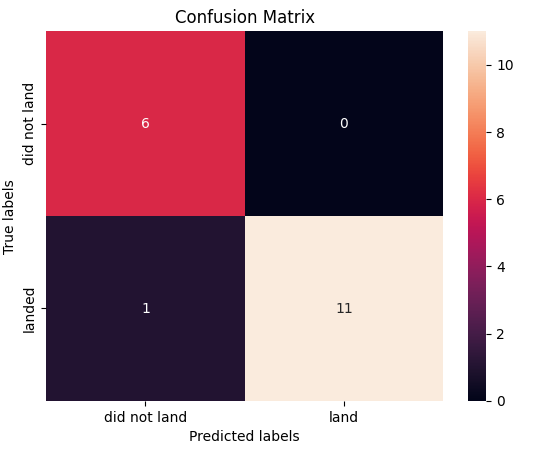 Confusion Matrix
True labels
did not land
landed
6
0
1
11
did not land
land
Predicted labels
10
8
6
4
2
0